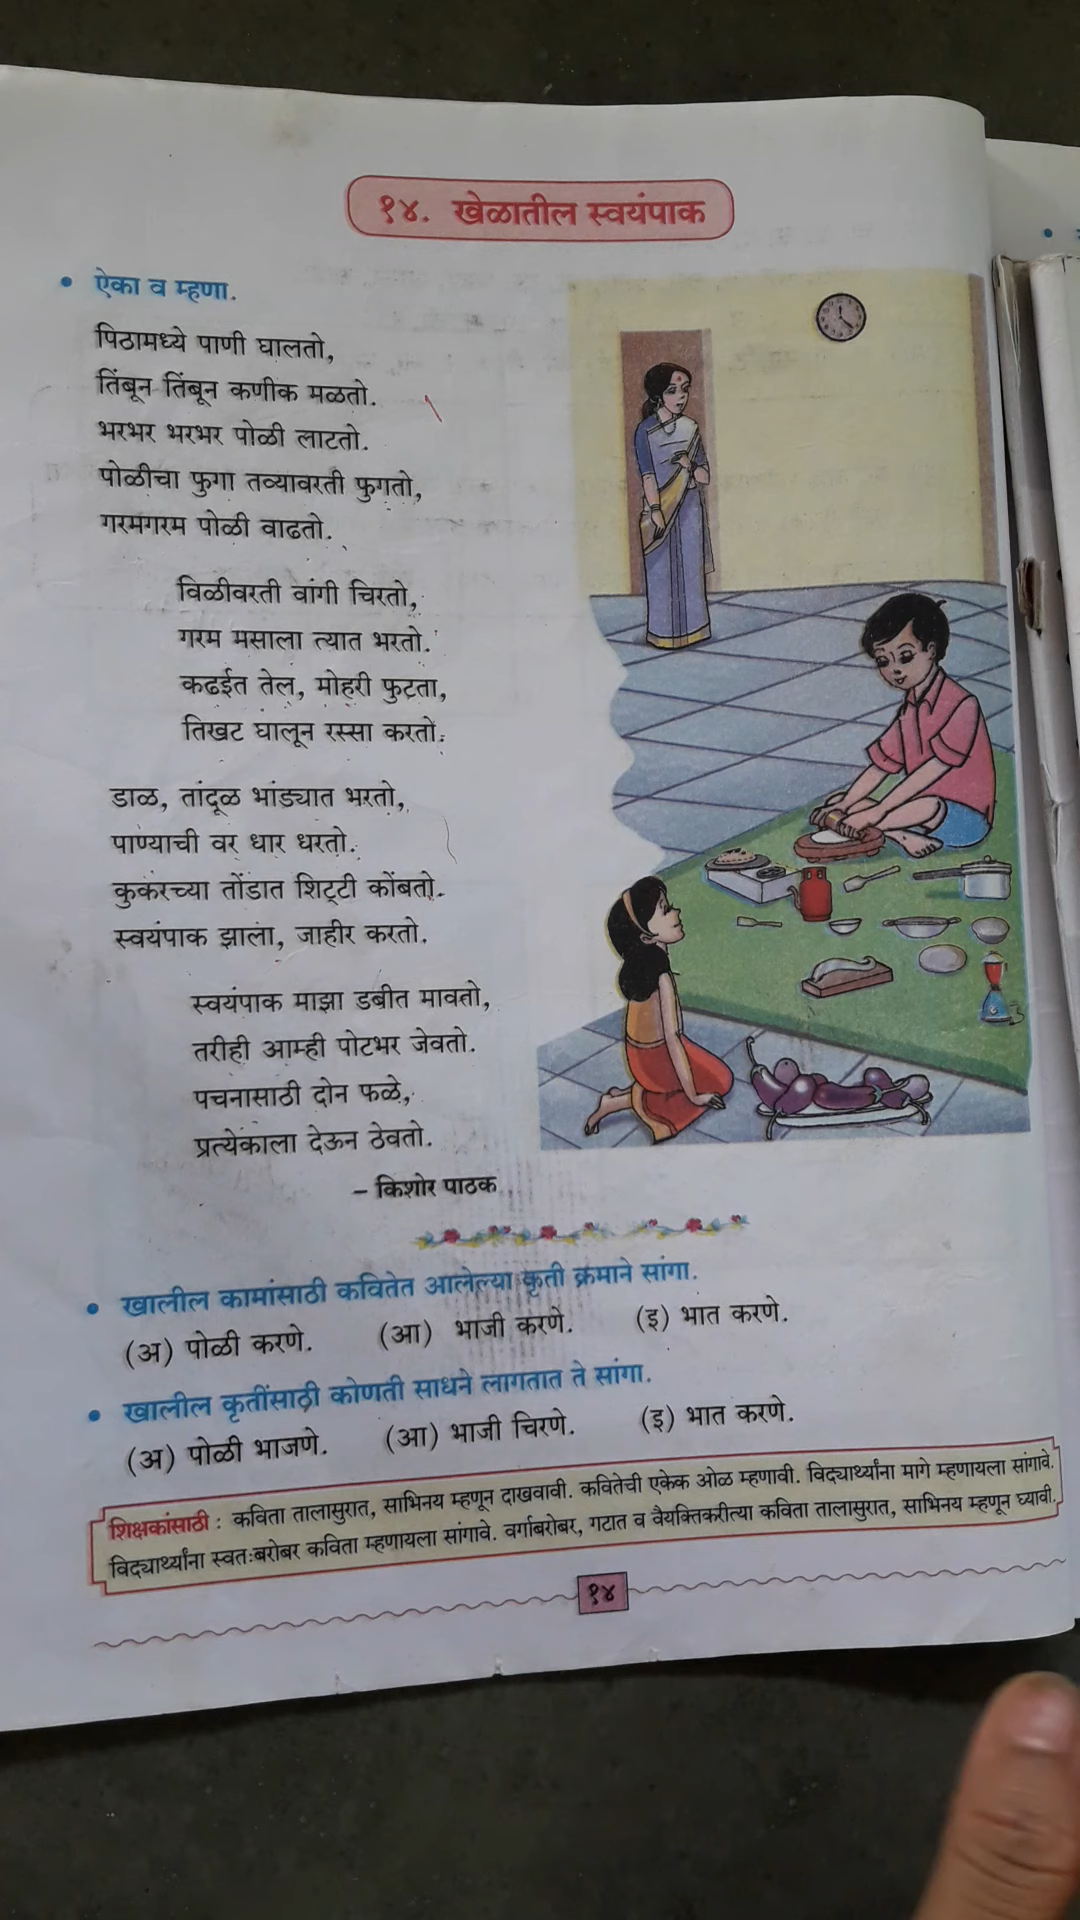 १४. खेळातील स्वयंपाक
• ऐका व म्हणा.
पिठामध्ये पाणी घालतो,
तिंबून तिंबून कणीक मळतो.
भरभर भरभर पोळी लाटतो.
पोळीचा फुगा तव्यावरती फुगतो,
गरमगरम पोळी वाढतो.
विळीवरती वांगी चिरतो,
गरम मसाला त्यात भरतो.
कढईत तेल, मोहरी फुटता,
तिखट घालून रस्सा करतो.
डाळ, तांदूळ भांड्यात भरतो,
पाण्याची वर धार धरतो.
कुकरच्या तोंडात शिट्टी कोंबतो.
स्वयंपाक झाला, जाहीर करतो.
स्वयंपाक माझा डबीत मावतो,
तरीही आम्ही पोटभर जेवतो.
पचनासाठी दोन फळे,
प्रत्येकाला देऊन ठेवतो.
– किशोर पाठक
• खालील कामांसाठी कवितेत आलेल्या कृती क्रमाने सांगा.
(अ) पोळी करणे. (आ) भाजी करणे. (इ) भात करणे.
• खालील कृतींसाठी कोणती साधने लागतात ते सांगा.
(अ) पोळी भाजणे. (आ) भाजी चिरणे. (इ) भात करणे.
शिक्षकांसाठी : कविता तालासुरात, साभिनय म्हणून दाखवावी. कवितेची एकेक ओळ म्हणावी. विद्यार्थ्यांना मागे म्हणायला सांगावे.
विद्यार्थ्यांना स्वतःबरोबर कविता म्हणायला सांगावे. वर्गाबरोबर, गटात व वैयक्तिकरीत्या कविता तालासुरात, साभिनय म्हणून घ्यावी.
१४